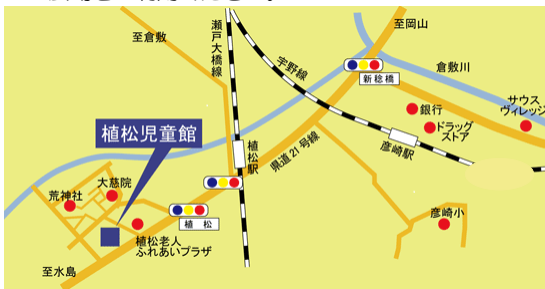 至岡山
至倉敷
瀬戸大橋線
宇野線
倉敷川
新稔橋
サウス
ヴィレッジ
銀行
ドラッグ
ストア
植松児童館
植松駅
県道21号線
彦崎駅
大慈院
荒神社
植松
彦崎小
植松老人
ふれあいプラザ
至水島